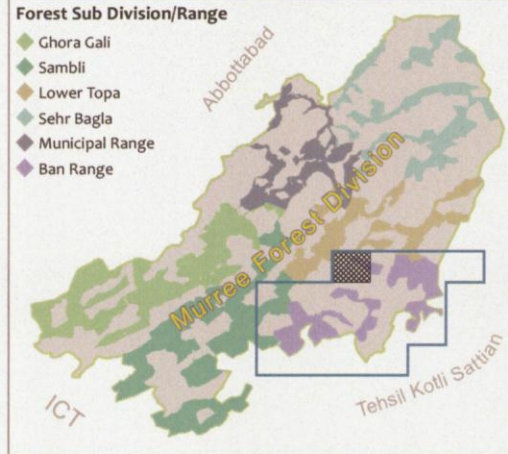 Forest Sub Division/Range
Ghora Gali
Sambli
Lower Topa
Sehr Bagla
Municipal Range
Ban Range
Abbottabad
Murree Forest Division
Tehsil Kotli Sattian
ICT